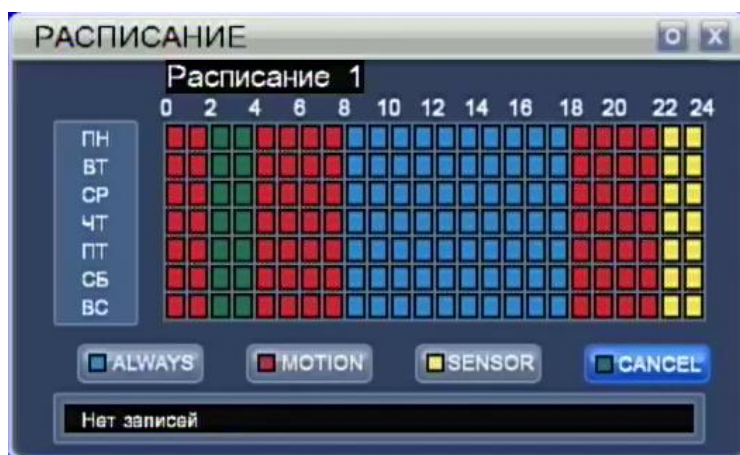 РАСПИСАНИЕ O X
Расписание 1
0 2 4 6 8 10 12 14 16 18 20 22 24
ПН
ВТ
СР
ЧТ
ПТ
СБ
ВС
ALWAYS MOTION SENSOR CANCEL
Нет записей